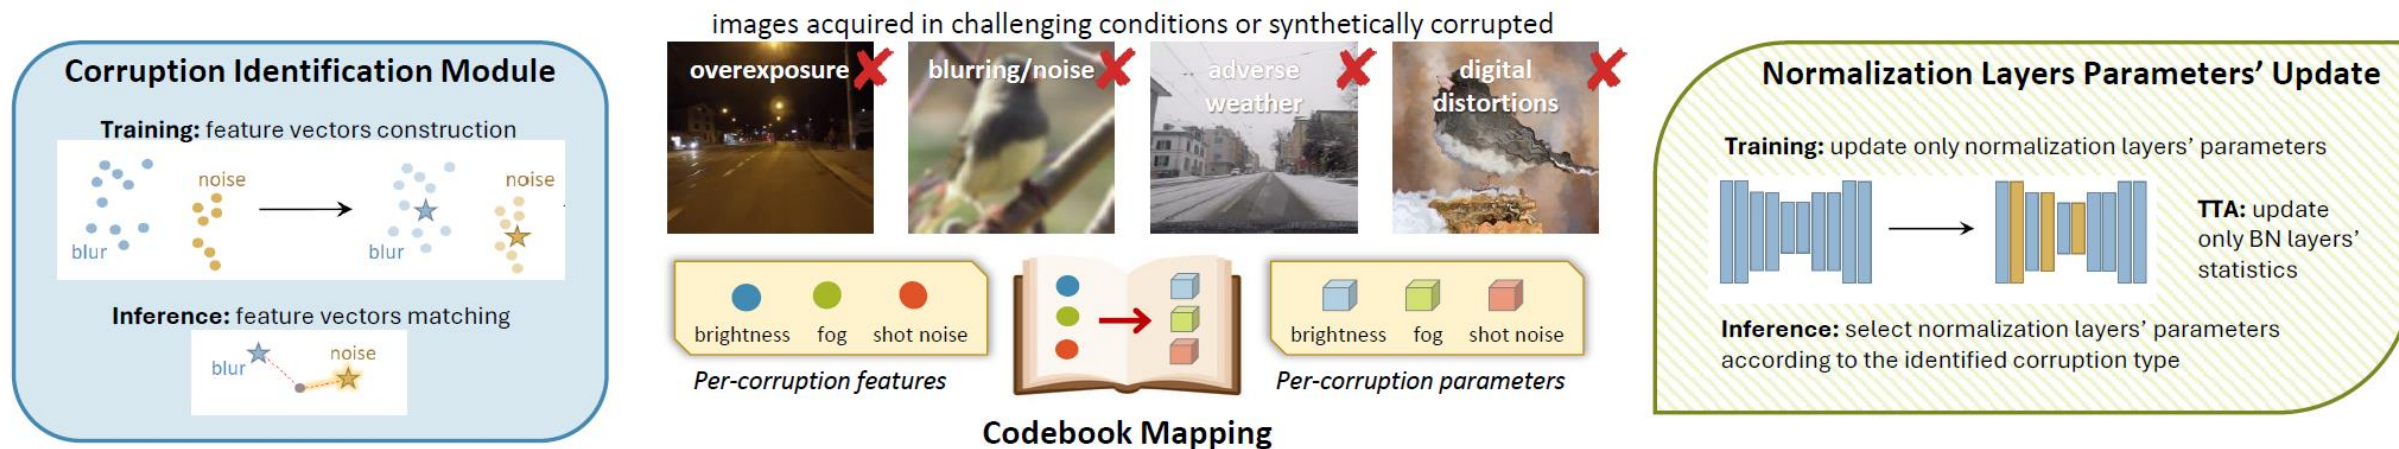 Corruption Identification Module
Training: feature vectors construction
noise
noise
blur
blur
Inference: feature vectors matching
noise
blur
images acquired in challenging conditions or synthetically corrupted
overexposure
blurring/noise
adverse
weather
digital
distortions
brightness fog shot noise
Per-corruption features
brightness fog shot noise
Per-corruption parameters
Codebook Mapping
Normalization Layers Parameters’ Update
Training: update only normalization layers’ parameters
TTA: update
only BN layers’
statistics
Inference: select normalization layers’ parameters
according to the identified corruption type